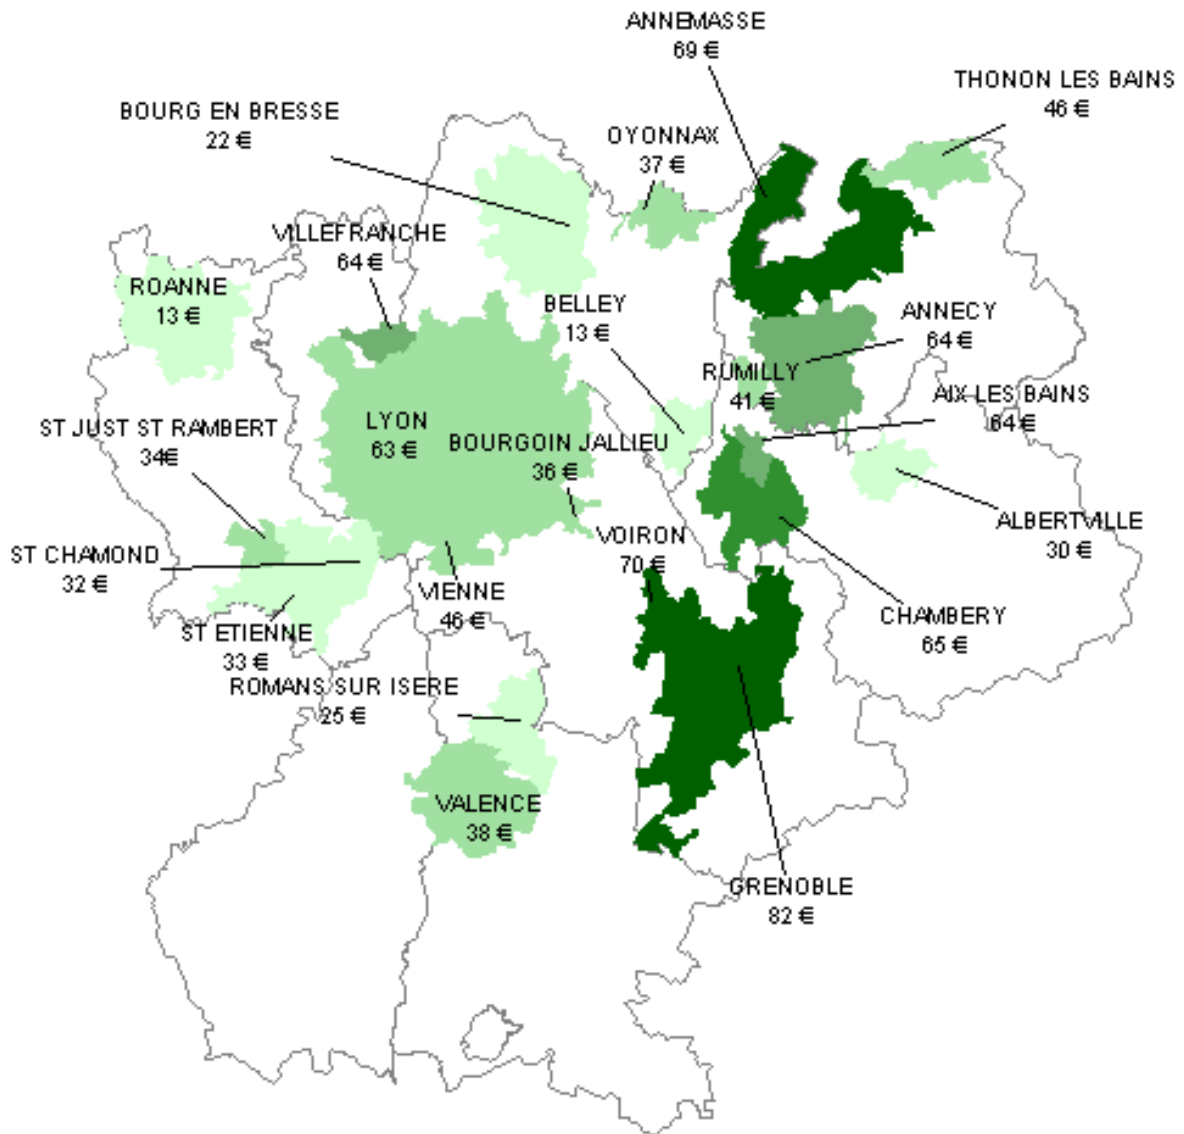 ANNEMASSE
69 €
THONON LES BAINS
46 €
BOURG EN BRESSE
22 €
OYONNAX
37 €
VILLEFRANCHE
64 €
ROANNE
13 €
BELLEY
13 €
ANNECY
64 €
RUMILLY
41 €
AIX LES BAINS
64 €
LYON
63 €
ST JUST ST RAMBERT
34€
BOURGOIN JALLIEU
36 €
ALBERTVILLE
30 €
VOIRON
70 €
ST CHAMOND
32 €
VIENNE
46 €
CHAMBERY
65 €
ST ETIENNE
33 €
ROMANS SUR ISERE
25 €
VALENCE
38 €
GRENOBLE
82 €